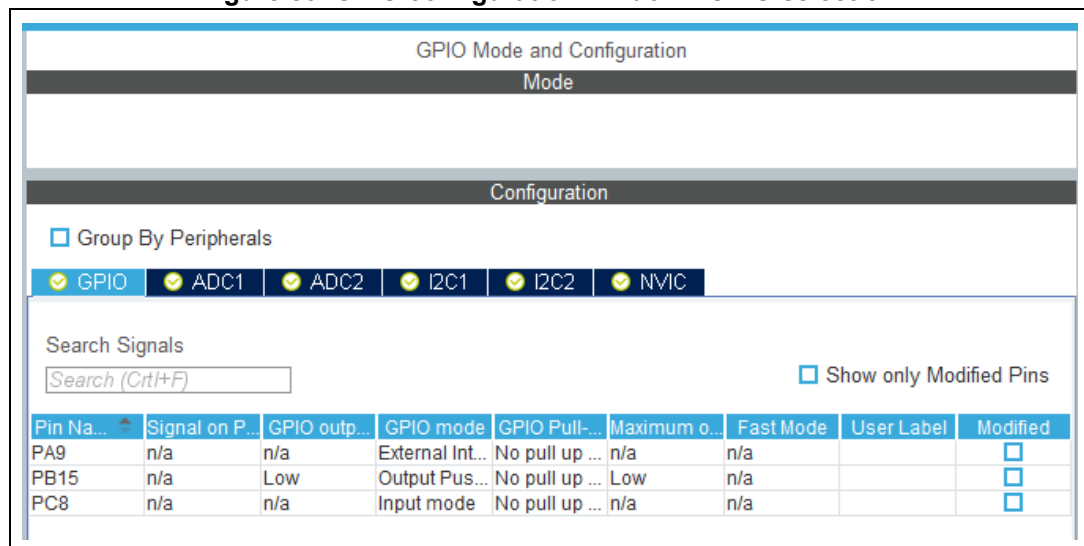 GPIO Mode and Configuration
Mode
Configuration
Group By Peripherals
GPIO ADC1 ADC2 I2C1 I2C2 NVIC
Search Signals
Search (Crtl+F)
Show only Modified Pins
Pin Na... Signal on P... GPIO outp... GPIO mode GPIO Pull-... Maximum o... Fast Mode User Label Modified
PA9 n/a n/a External Int... No pull up ... n/a n/a
PB15 n/a Low Output Pus... No pull up ... Low n/a
PC8 n/a n/a Input mode No pull up ... n/a n/a